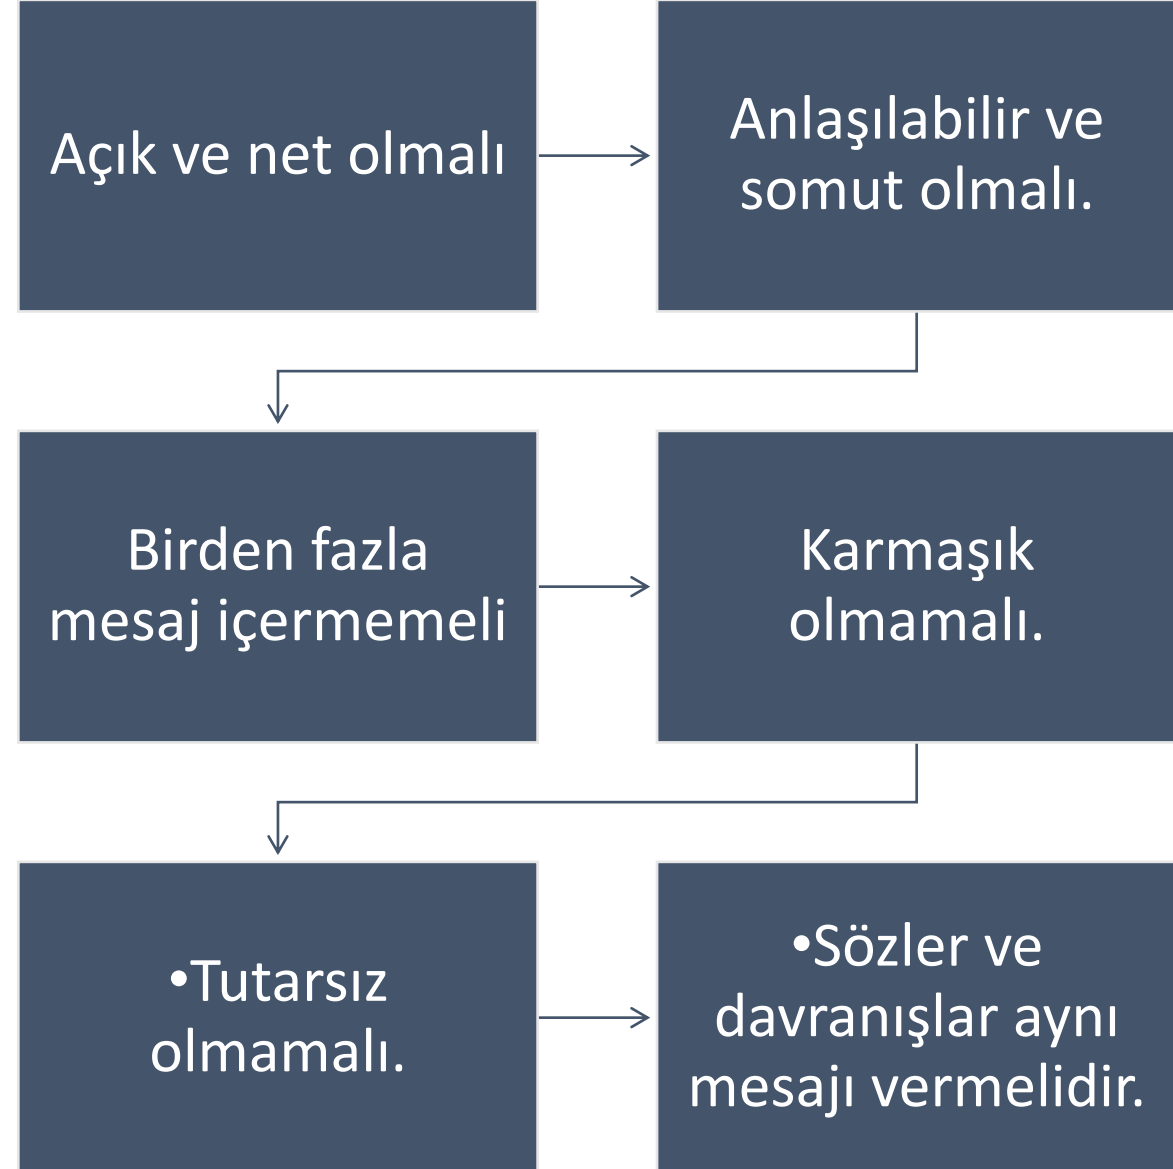 Açık ve net olmalı
Anlaşılabilir ve
somut olmalı.
Birden fazla
mesaj içermemeli
Karmaşık
olmamalı.
•Tutarsız
olmamalı.
•Sözler ve
davranışlar aynı
mesajı vermelidir.